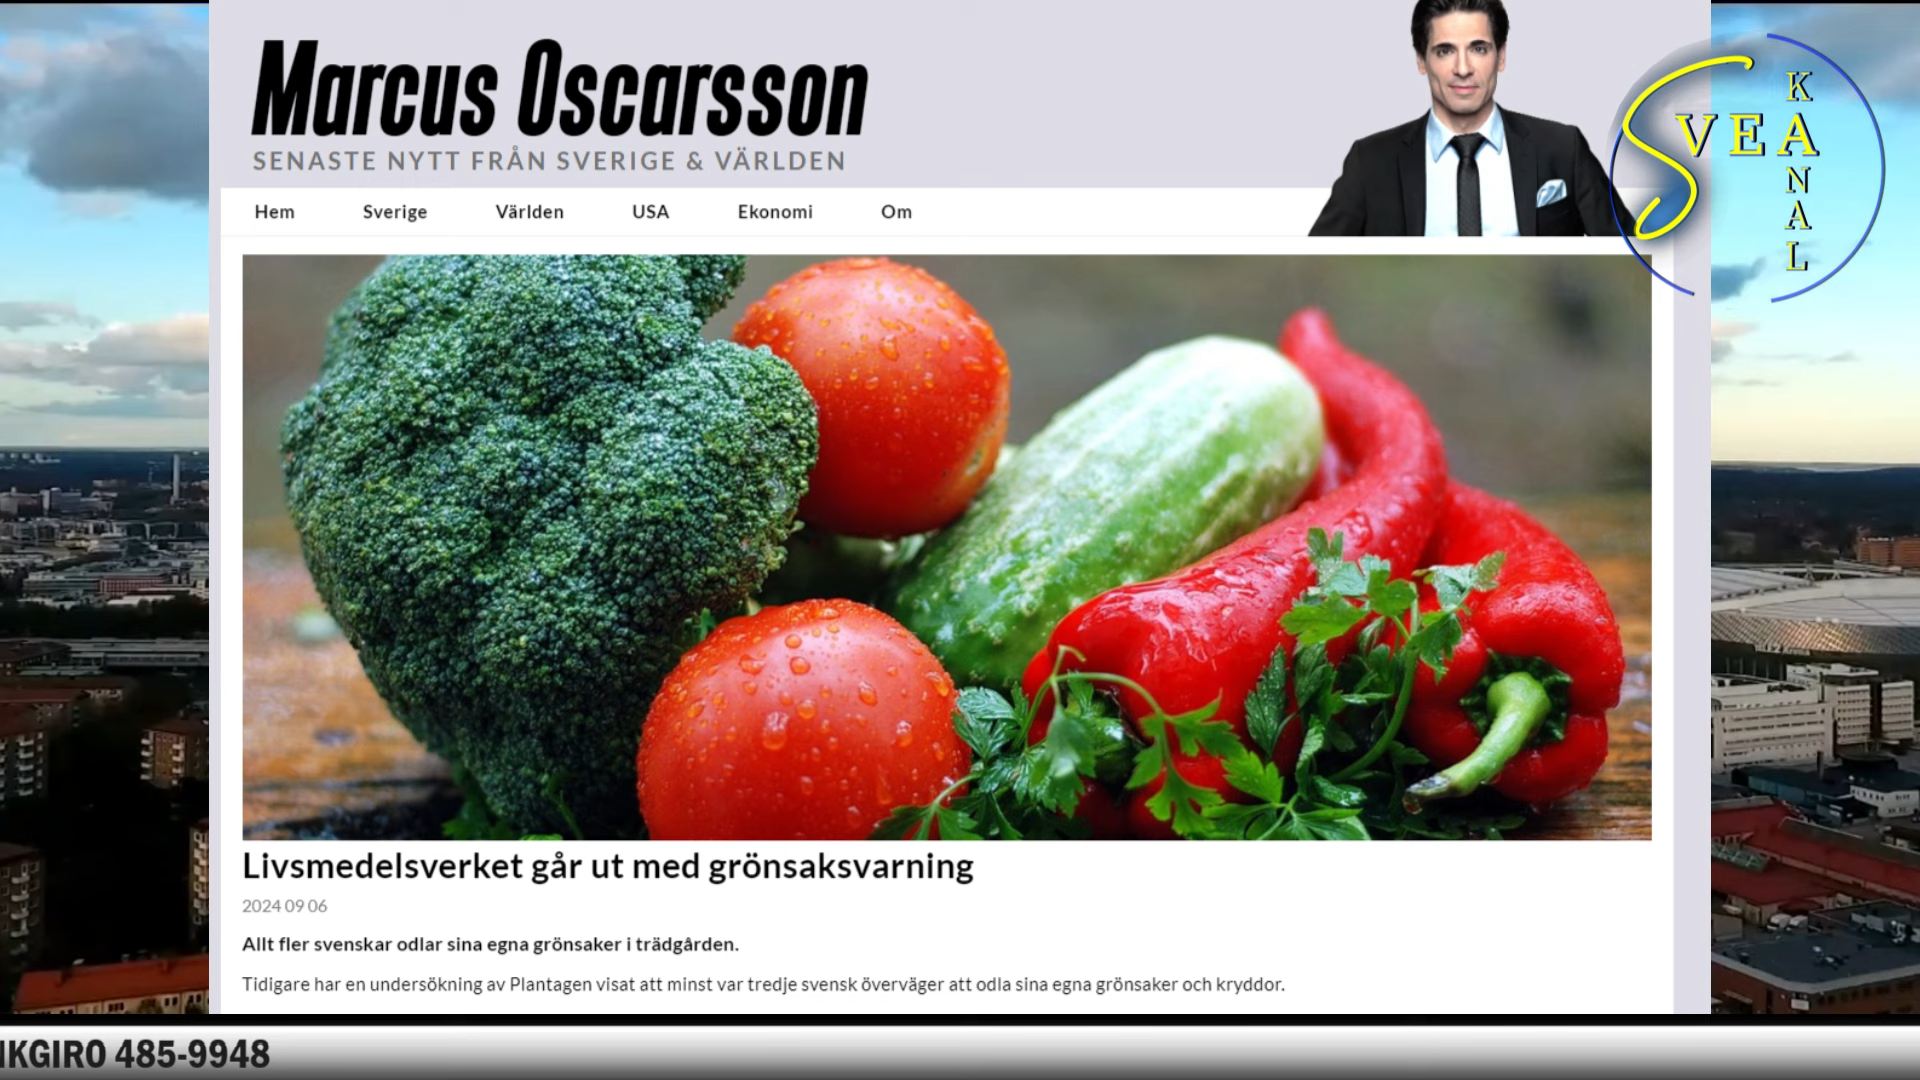 Marcus Oscarsson
SENASTE NYTT FRÅN SVERIGE & VÄRLDEN
Hem Sverige Världen USA Ekonomi Om
SVEA
KANAL
Livsmedelsverket går ut med grönsaksvarning
2024 09 06
Allt fler svenskar odlar sina egna grönsaker i trädgården.
Tidigare har en undersökning av Plantagen visat att minst var tredje svensk överväger att odla sina egna grönsaker och kryddor.
KGIRO 485-9948